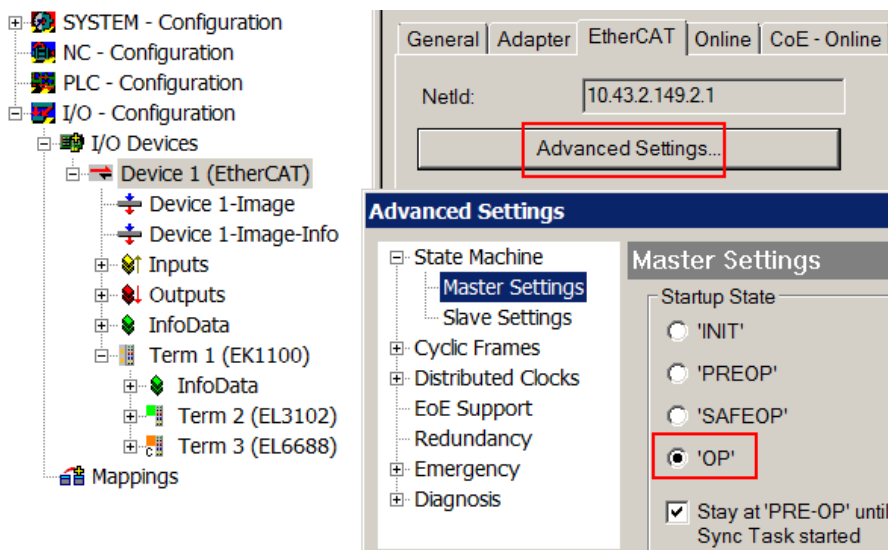 SYSTEM - Configuration
NC - Configuration
PLC - Configuration
I/O - Configuration
I/O Devices
Device 1 (EtherCAT)
Device 1-Image
Device 1-Image-Info
Inputs
Outputs
InfoData
Term 1 (EK1100)
InfoData
Term 2 (EL3102)
Term 3 (EL6688)
Mappings
General Adapter EtherCAT Online CoE - Online
NetId: 10.43.2.149.2.1
Advanced Settings...
Advanced Settings
State Machine
Master Settings
Slave Settings
Cyclic Frames
Distributed Clocks
EoE Support
Redundancy
Emergency
Diagnosis
Master Settings
Startup State
'INIT'
'PREOP'
'SAFEOP'
'OP'
Stay at 'PRE-OP' until
Sync Task started